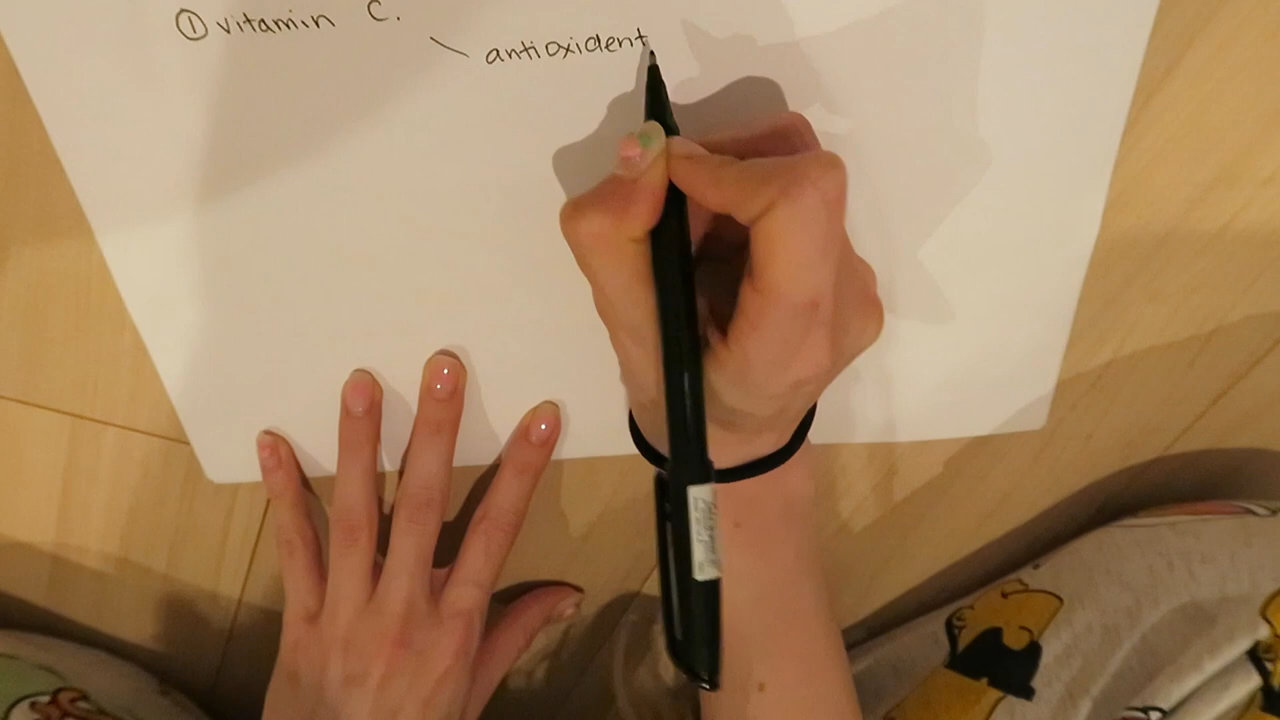 ① vitamin C.
\ antioxident